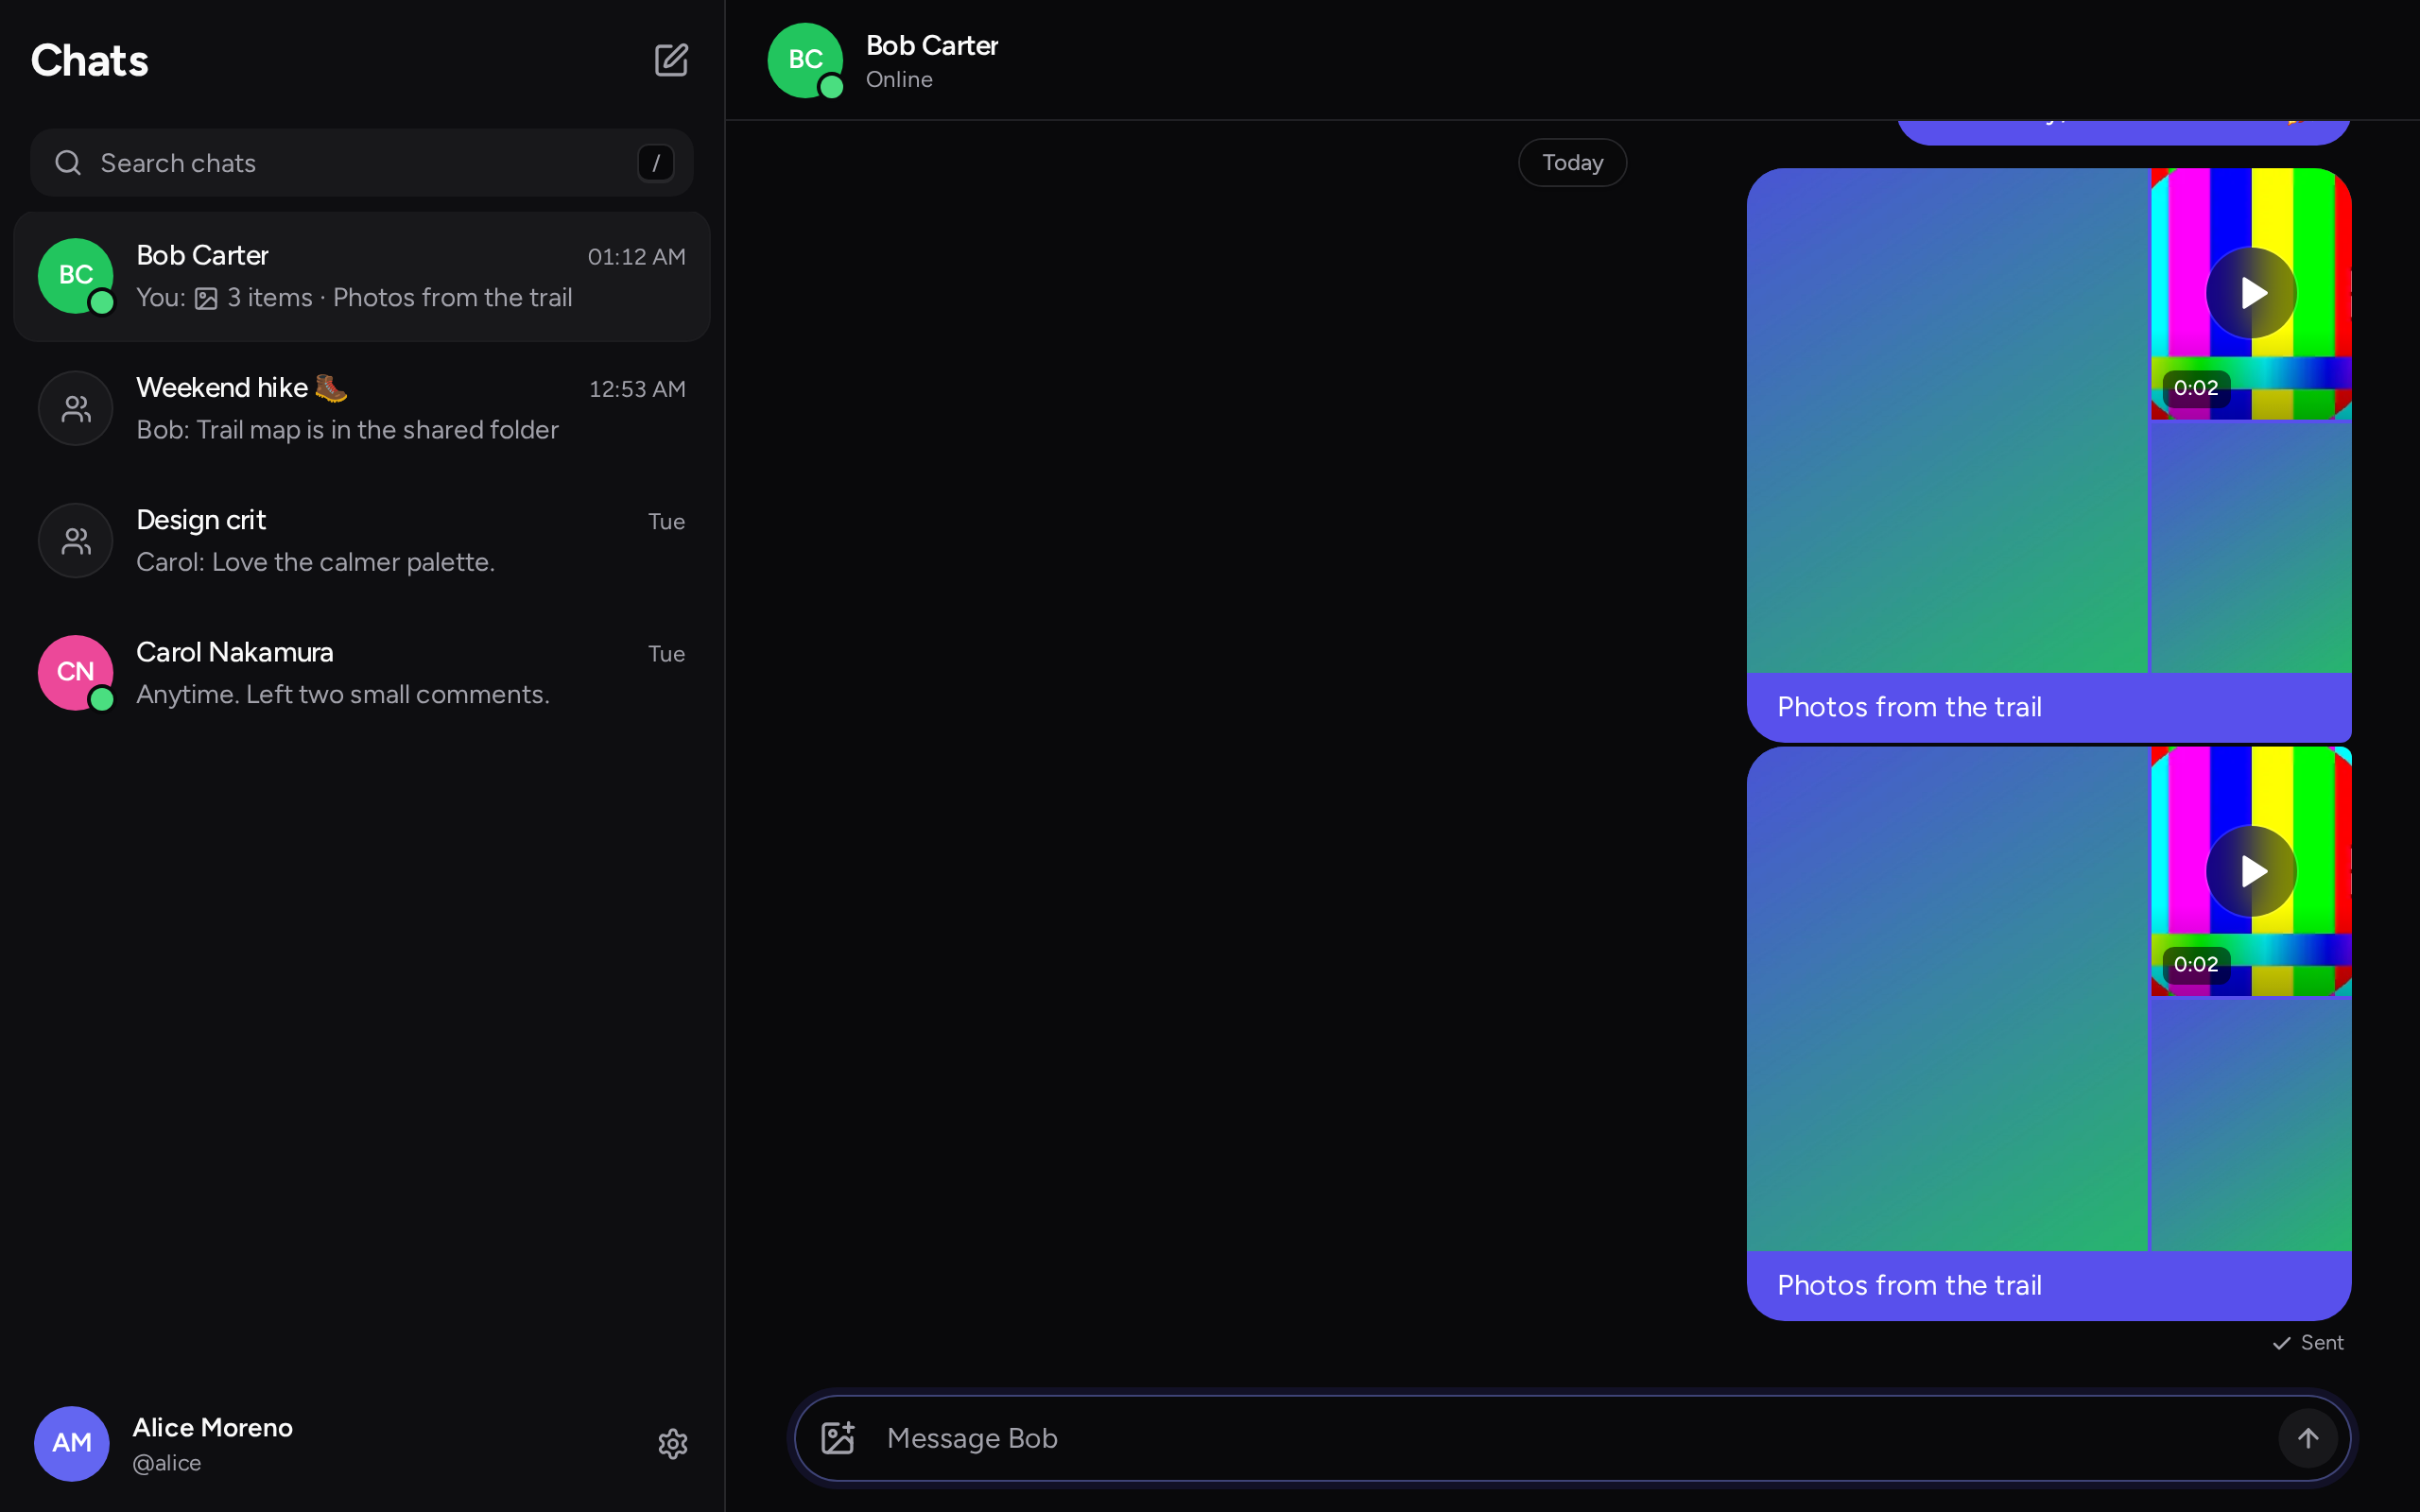 Chats
Search chats
/
BC
Bob Carter
01:12 AM
You: 3 items · Photos from the trail
Weekend hike 🥾
12:53 AM
Bob: Trail map is in the shared folder
Design crit
Tue
Carol: Love the calmer palette.
CN
Carol Nakamura
Tue
Anytime. Left two small comments.
AM
Alice Moreno
@alice
BC
Bob Carter
Online
Today
0:02
Photos from the trail
0:02
Photos from the trail
Sent
Message Bob